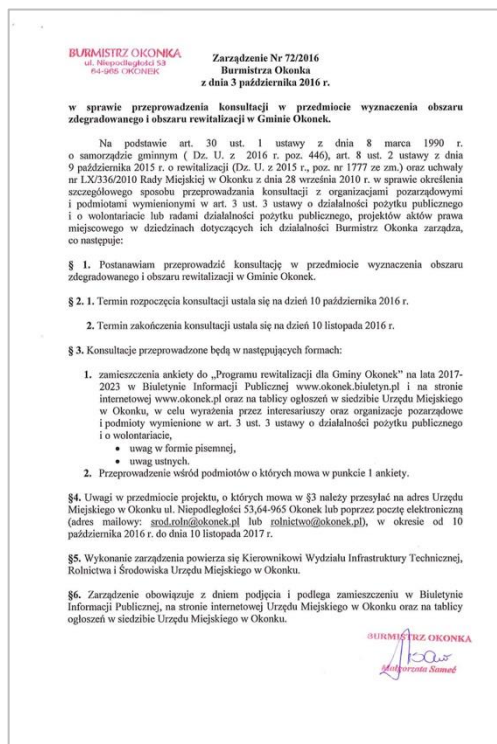 BURMISTRZ OKONKA
ul. Niepodległości 53
64-965 OKONEK
Zarządzenie Nr 72/2016
Burmistrza Okonka
z dnia 3 października 2016 r.
w sprawie przeprowadzenia konsultacji w przedmiocie wyznaczenia obszaru
zdegradowanego i obszaru rewitalizacji w Gminie Okonek.
Na podstawie art. 30 ust. 1 ustawy z dnia 8 marca 1990 r.
o samorządzie gminnym ( Dz. U. z 2016 r. poz. 446), art. 8 ust. 2 ustawy z dnia
9 października 2015 r. o rewitalizacji (Dz. U. z 2015 r., poz. nr 1777 ze zm.) oraz uchwały
nr LX/336/2010 Rady Miejskiej w Okonku z dnia 28 września 2010 r. w sprawie określenia
szczegółowego sposobu przeprowadzania konsultacji z organizacjami pozarządowymi
i podmiotami wymienionymi w art. 3 ust. 3 ustawy o działalności pożytku publicznego
i o wolontariacie lub radami działalności pożytku publicznego, projektów aktów prawa
miejscowego w dziedzinach dotyczących ich działalności Burmistrz Okonka zarządza,
co następuje:
§ 1. Postanawiam przeprowadzić konsultację w przedmiocie wyznaczenia obszaru
zdegradowanego i obszaru rewitalizacji w Gminie Okonek.
§ 2. 1. Termin rozpoczęcia konsultacji ustala się na dzień 10 października 2016 r.
2. Termin zakończenia konsultacji ustala się na dzień 10 listopada 2016 r.
§ 3. Konsultacje przeprowadzone będą w następujących formach:
1. zamieszczenia ankiety do „Programu rewitalizacji dla Gminy Okonek” na lata 2017-
2023 w Biuletynie Informacji Publicznej www.okonek.biuletyn.pl i na stronie
internetowej www.okonek.pl oraz na tablicy ogłoszeń w siedzibie Urzędu Miejskiego
w Okonku, w celu wyrażenia przez interesariuszy oraz organizacje pozarządowe
i podmioty wymienione w art. 3 ust. 3 ustawy o działalności pożytku publicznego
i o wolontariacie,
• uwag w formie pisemnej,
• uwag ustnych.
2. Przeprowadzenie wśród podmiotów o których mowa w punkcie 1 ankiety.
§4. Uwagi w przedmiocie projektu, o których mowa w §3 należy przesyłać na adres Urzędu
Miejskiego w Okonku ul. Niepodległości 53,64-965 Okonek lub poprzez pocztę elektroniczną
(adres mailowy: srod.roln@okonek.pl lub rolnictwo@okonek.pl), w okresie od 10
października 2016 r. do dnia 10 listopada 2017 r.
§5. Wykonanie zarządzenia powierza się Kierownikowi Wydziału Infrastruktury Technicznej,
Rolnictwa i Środowiska Urzędu Miejskiego w Okonku.
§6. Zarządzenie obowiązuje z dniem podjęcia i podlega zamieszczeniu w Biuletynie
Informacji Publicznej, na stronie internetowej Urzędu Miejskiego w Okonku oraz na tablicy
ogłoszeń w siedzibie Urzędu Miejskiego w Okonku.
BURMISTRZ OKONKA
Małgorzata Sameć